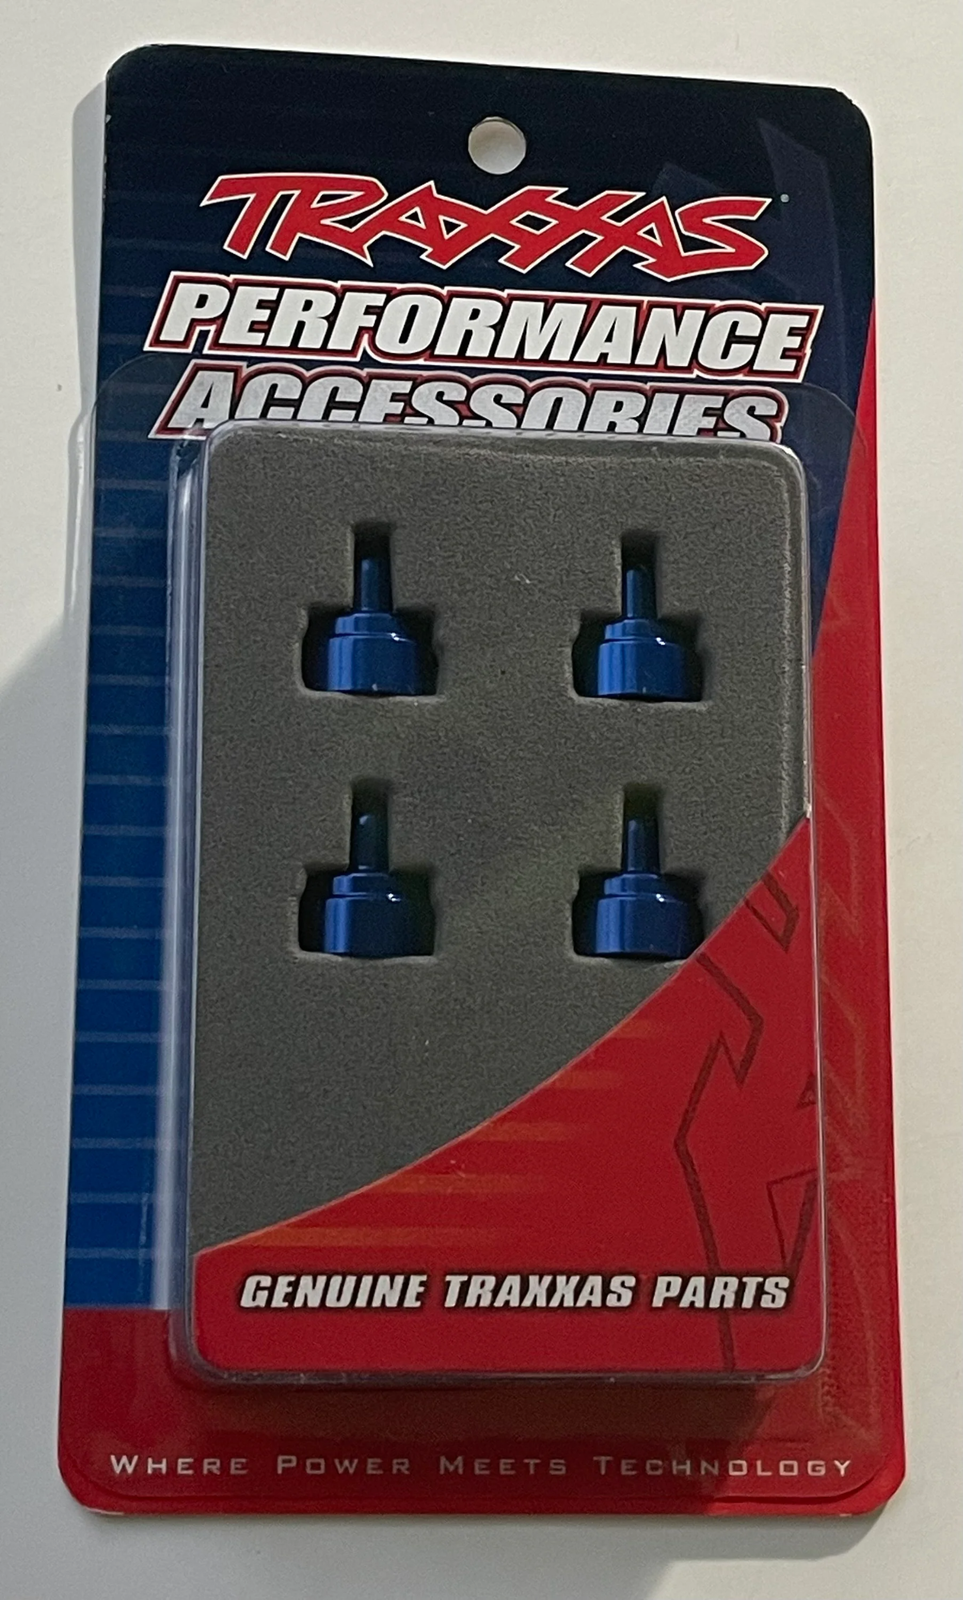 TRAXXAS
PERFORMANCE
ACCESSORIES
GENUINE TRAXXAS PARTS
WHERE POWER MEETS TECHNOLOGY